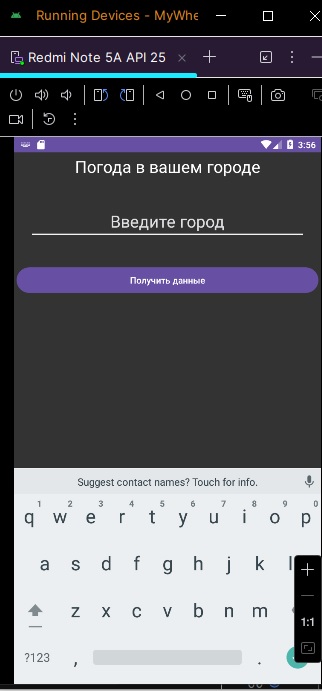 Running Devices - MyWhe
Redmi Note 5A API 25
3:56
Погода в вашем городе
Введите город
Получить данные
Suggest contact names? Touch for info.
1 2 3 4 5 6 7 8 9 0
q w e r t y u i o p
a s d f g h j k l
z x c v b n m
1:1
?123 , .